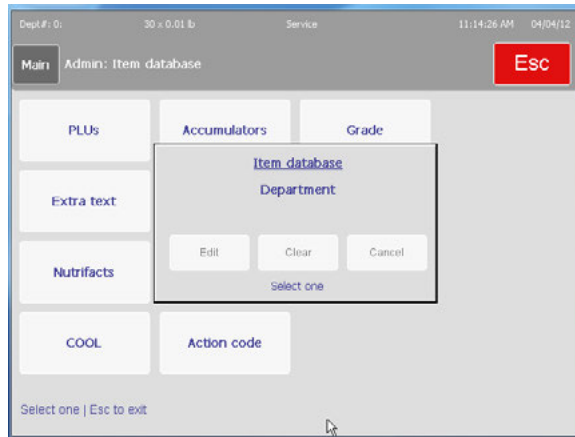 Dept#: 0: 30 x 0.01 lb Service 11:14:26 AM 04/04/12
Main Admin: Item database Esc
PLUs Accumulators Grade
Item database
Department
Extra text
Edit Clear Cancel
Nutrifacts
Select one
COOL Action code
Select one | Esc to exit